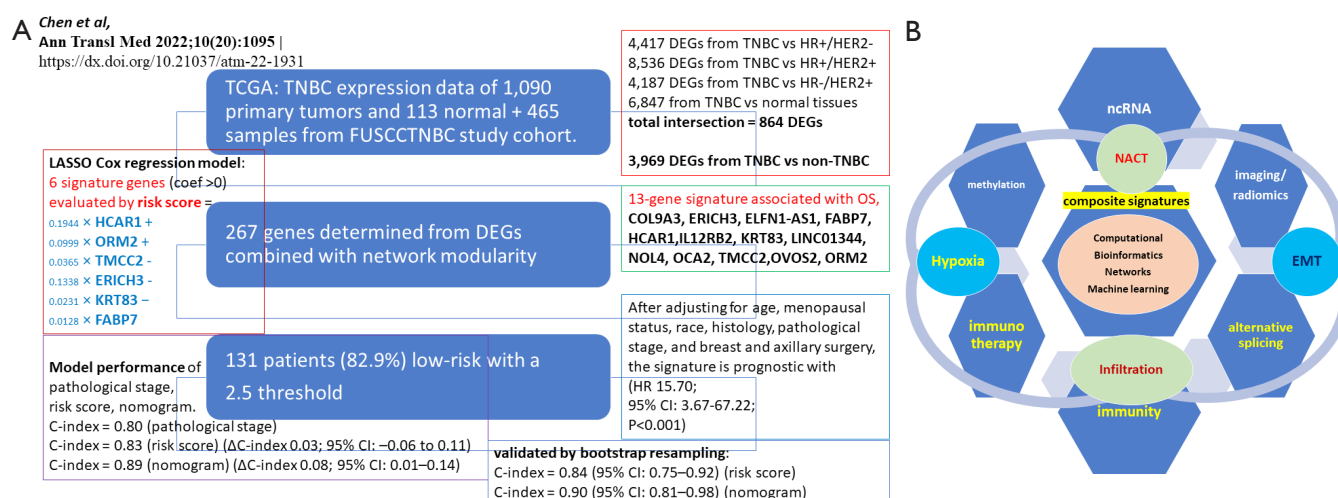 A
Chen et al,
Ann Transl Med 2022;10(20):1095 |
https://dx.doi.org/10.21037/atm-22-1931
TCGA: TNBC expression data of 1,090
primary tumors and 113 normal + 465
samples from FUSCCTNBC study cohort.
4,417 DEGs from TNBC vs HR+/HER2-
8,536 DEGs from TNBC vs HR+/HER2+
4,187 DEGs from TNBC vs HR-/HER2+
6,847 from TNBC vs normal tissues
total intersection = 864 DEGs
3,969 DEGs from TNBC vs non-TNBC
LASSO Cox regression model:
6 signature genes (coef >0)
evaluated by risk score =
0.1944 × HCAR1 +
0.0999 × ORM2 +
0.0365 × TMCC2 -
0.1338 × ERICH3 -
0.0231 × KRT83 –
0.0128 × FABP7
267 genes determined from DEGs
combined with network modularity
13-gene signature associated with OS,
COL9A3, ERICH3, ELFN1-AS1, FABP7,
HCAR1,IL12RB2, KRT83, LINC01344,
NOL4, OCA2, TMCC2,OVOS2, ORM2
131 patients (82.9%) low-risk with a
2.5 threshold
After adjusting for age, menopausal
status, race, histology, pathological
stage, and breast and axillary surgery,
the signature is prognostic with
(HR 15.70;
95% CI: 3.67-67.22;
P<0.001)
Model performance of
pathological stage,
risk score, nomogram.
C-index = 0.80 (pathological stage)
C-index = 0.83 (risk score) (ΔC-index 0.03; 95% CI: –0.06 to 0.11)
C-index = 0.89 (nomogram) (ΔC-index 0.08; 95% CI: 0.01–0.14)
validated by bootstrap resampling:
C-index = 0.84 (95% CI: 0.75–0.92) (risk score)
C-index = 0.90 (95% CI: 0.81–0.98) (nomogram)
B
ncRNA
NACT
methylation
imaging/
radiomics
composite signatures
Computational
Bioinformatics
Networks
Machine learning
Hypoxia
EMT
immuno
therapy
alternative
splicing
Infiltration
immunity